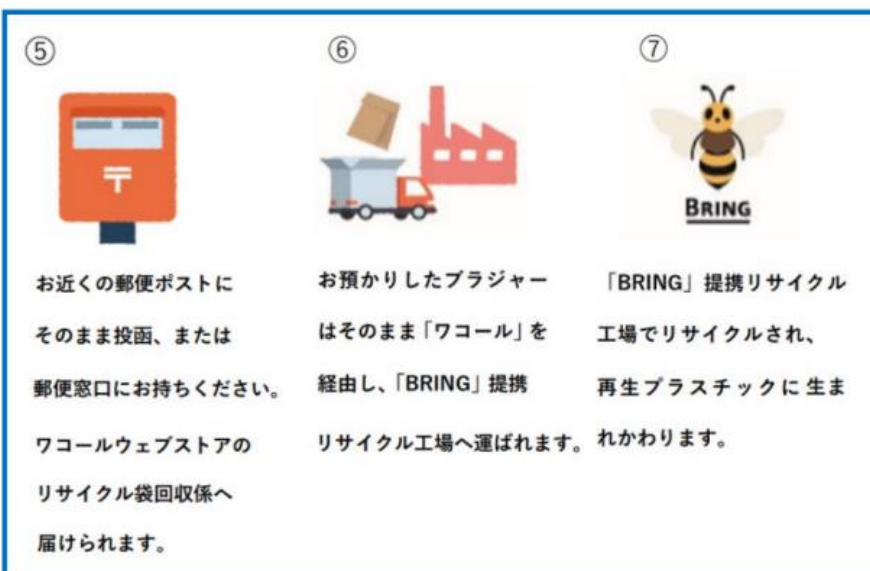 ⑤
お近くの郵便ポストに
そのまま投函、または
郵便窓口にお持ちください。
ワコールウェブストアの
リサイクル袋回収係へ
届けられます。
⑥
お預かりしたブラジャー
はそのまま「ワコール」を
経由し、「BRING」提携
リサイクル工場へ運ばれます。
⑦
BRING
「BRING」提携リサイクル
工場でリサイクルされ、
再生プラスチックに生ま
れかわります。